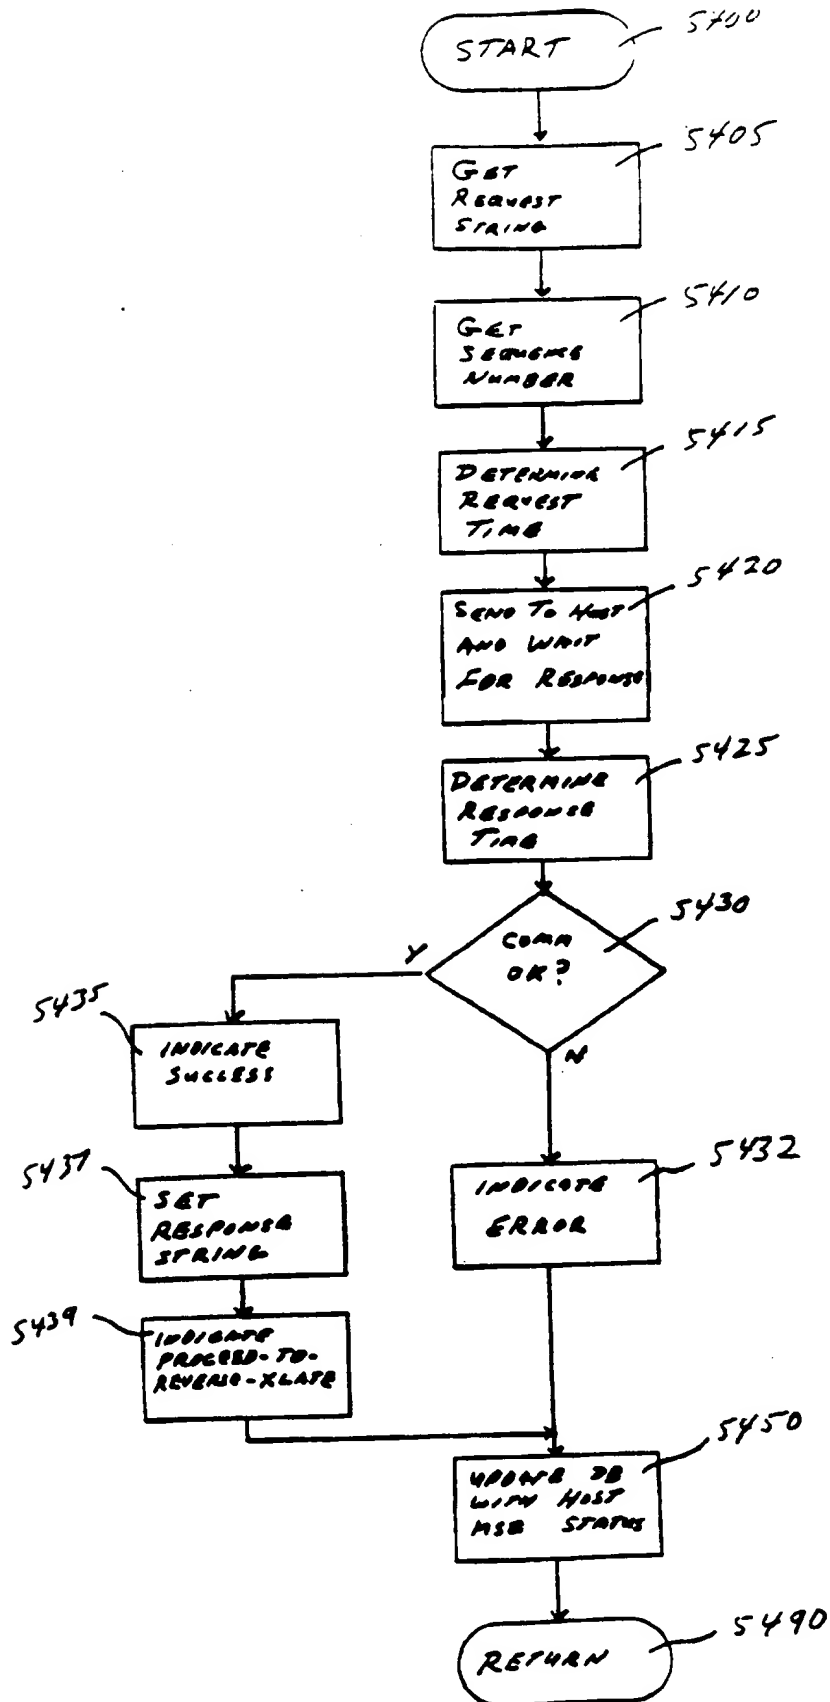 START
5400
5405
GET
REQUEST
STRING
5410
GET
SEQUENCE
NUMBER
5415
DETERMINE
REQUEST
TIME
5420
SEND TO HOST
AND WAIT
FOR RESPONSE
5425
DETERMINE
RESPONSE
TIME
5430
COMM
OK?
Y
N
5435
INDICATE
SUCCESS
5437
SET
RESPONSE
STRING
5432
INDICATE
ERROR
5439
INDICATE
PROCEED-TO-
REVERSE-XLATE
5450
UPDATE DB
WITH HOST
MSG STATUS
5490
RETURN